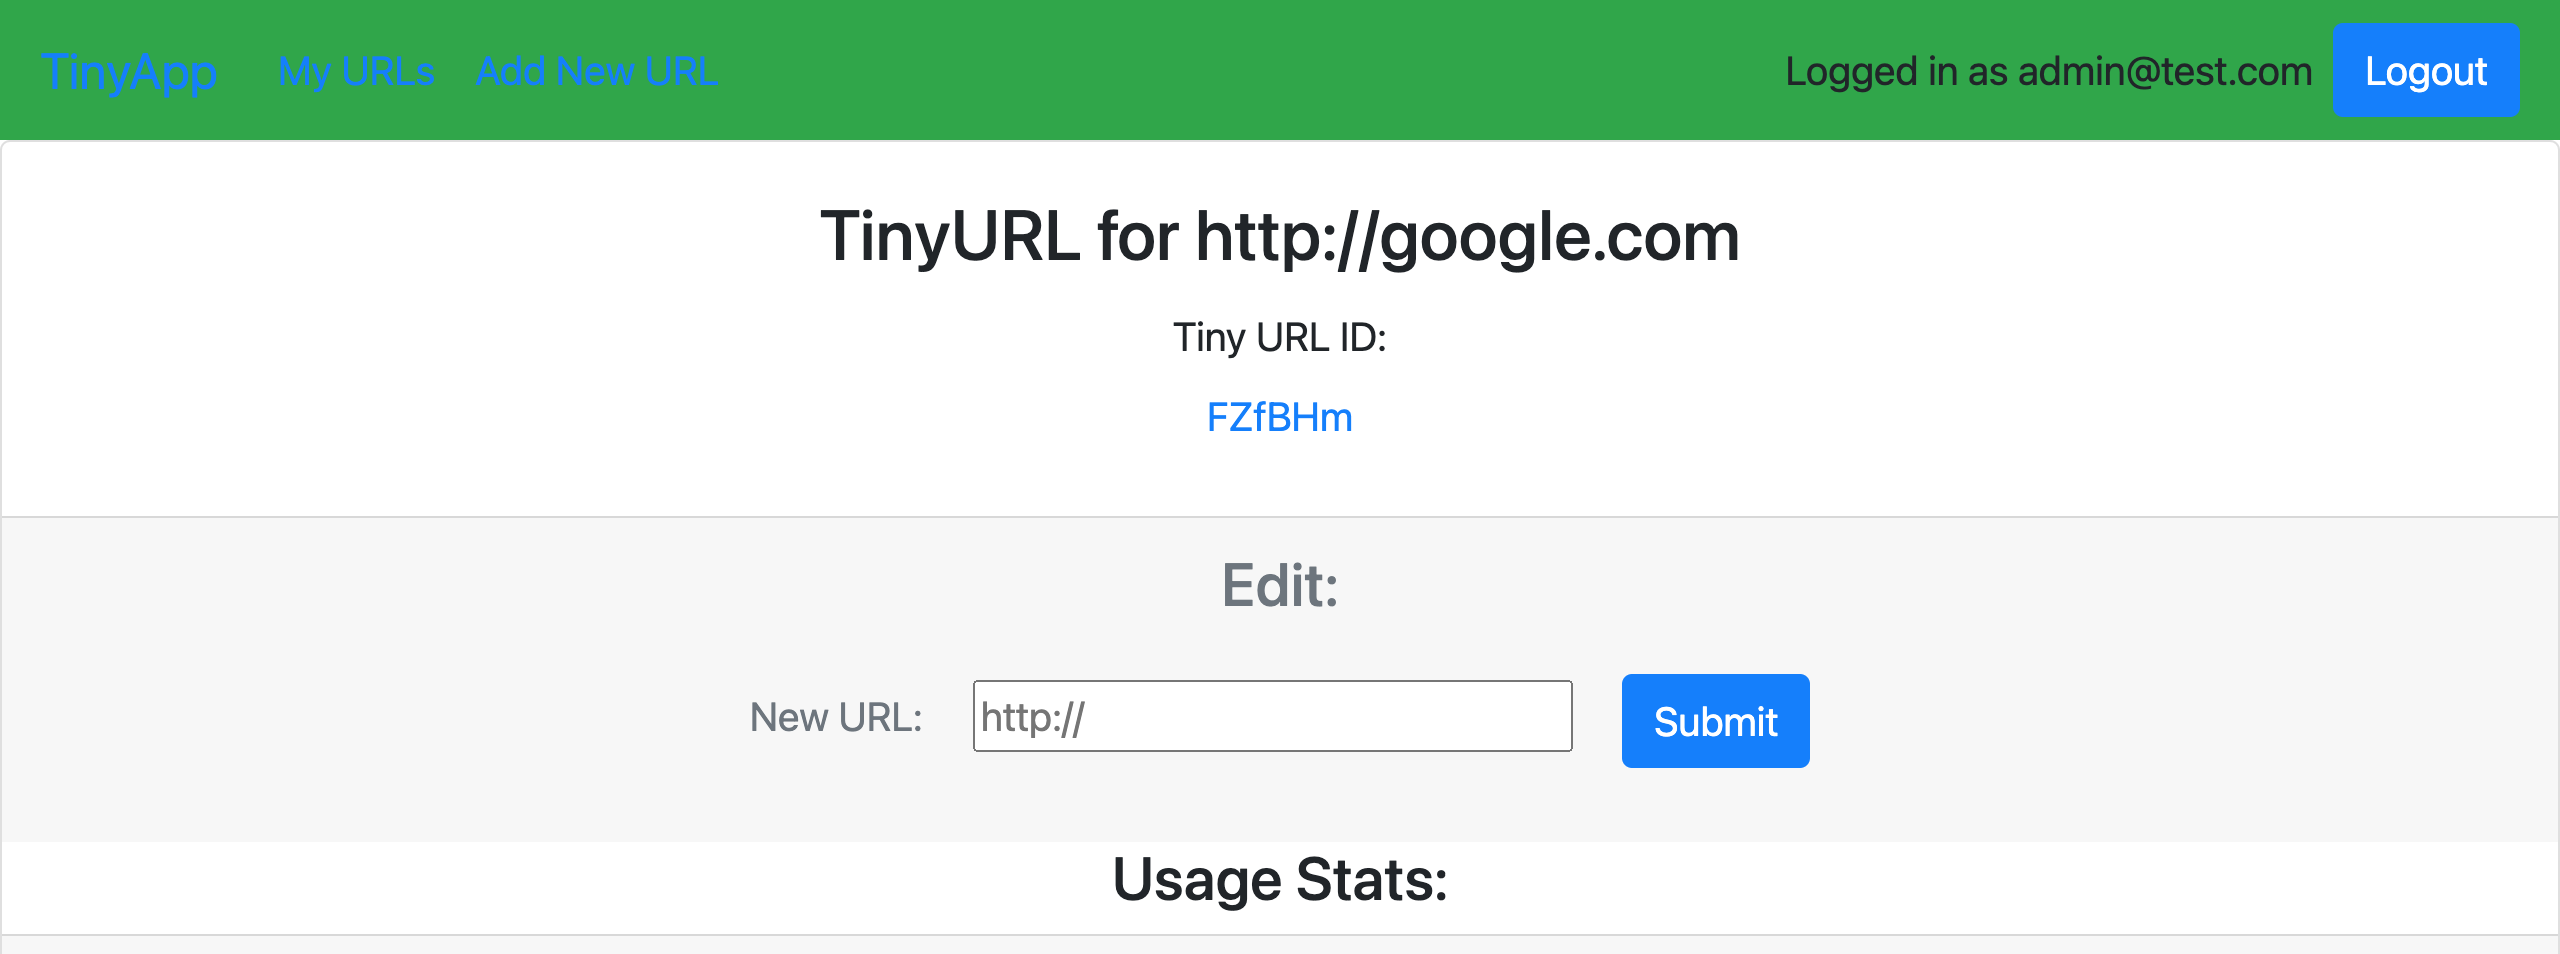 TinyApp My URLs Add New URL Logged in as admin@test.com Logout
TinyURL for http://google.com
Tiny URL ID:
FZfBHm
Edit:
New URL: http:// Submit
Usage Stats: